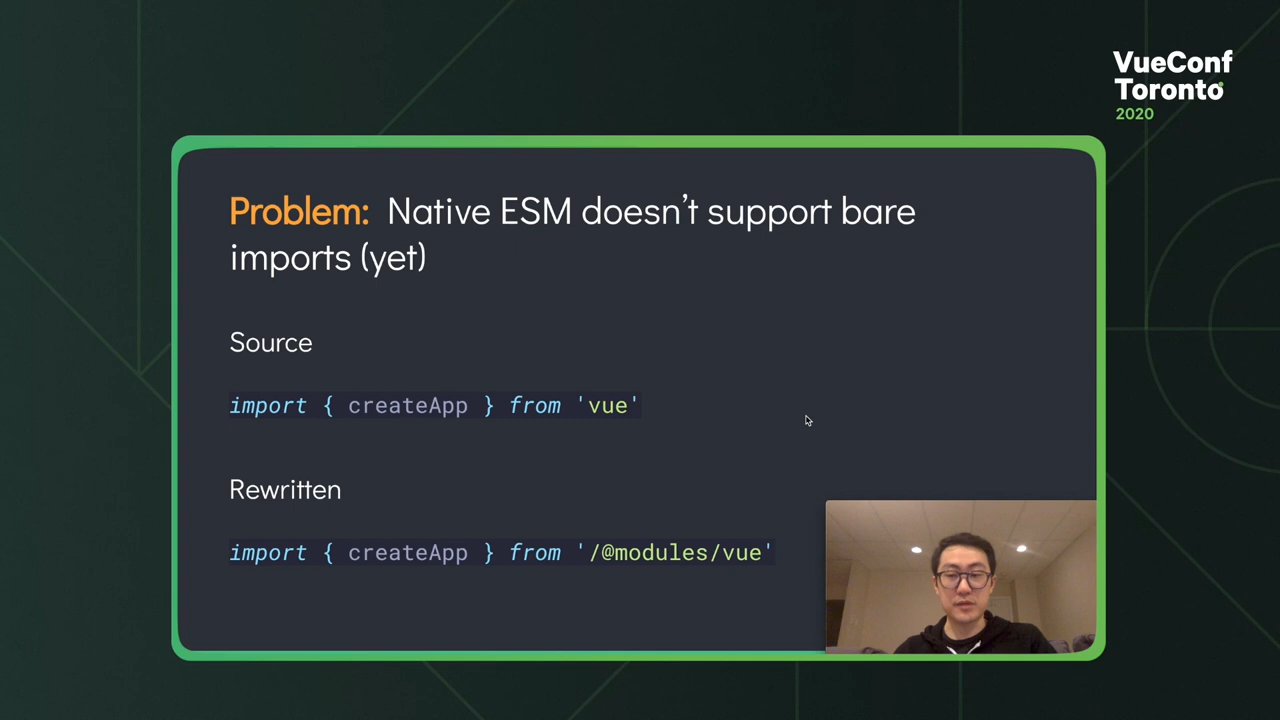 VueConf
Toronto
2020
Problem: Native ESM doesn’t support bare
imports (yet)
Source
import { createApp } from 'vue'
Rewritten
import { createApp } from '/@modules/vue'